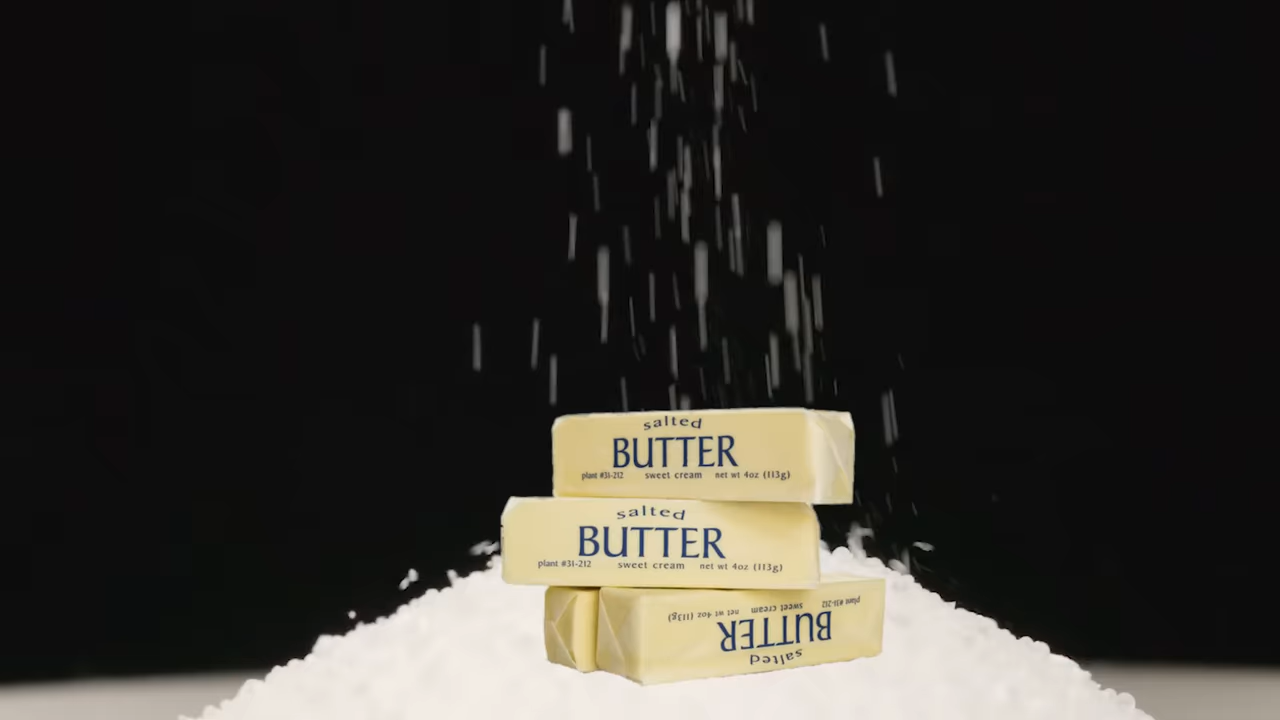 salted
BUTTER
plant #31-212 sweet cream net wt 4oz (113g)
salted
BUTTER
plant #31-212 sweet cream net wt 4oz (113g)
salted
BUTTER
plant #31-212 sweet cream net wt 4oz (113g)